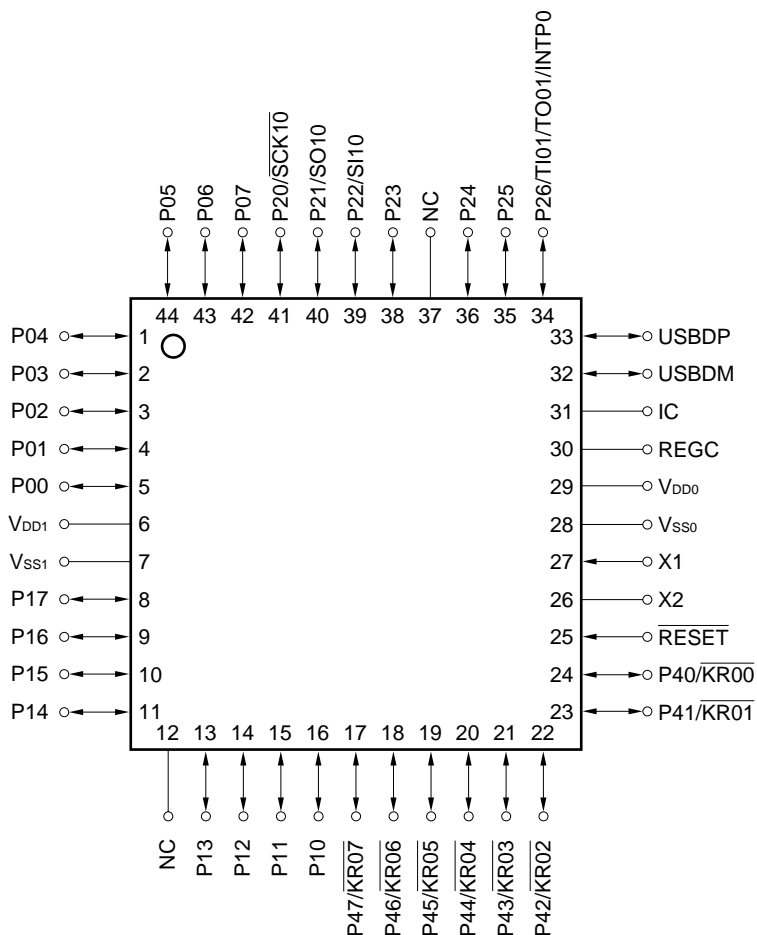 P05
P06
P07
P20/SCK10
P21/SO10
P22/SI10
P23
NC
P24
P25
P26/TI01/TO01/INTP0
44 43 42 41 40 39 38 37 36 35 34
P04 1
P03 2
P02 3
P01 4
P00 5
VDD1 6
VSS1 7
P17 8
P16 9
P15 10
P14 11
33 USBDP
32 USBDM
31 IC
30 REGC
29 VDD0
28 VSS0
27 X1
26 X2
25 RESET
24 P40/KR00
23 P41/KR01
12 13 14 15 16 17 18 19 20 21 22
NC
P13
P12
P11
P10
P47/KR07
P46/KR06
P45/KR05
P44/KR04
P43/KR03
P42/KR02